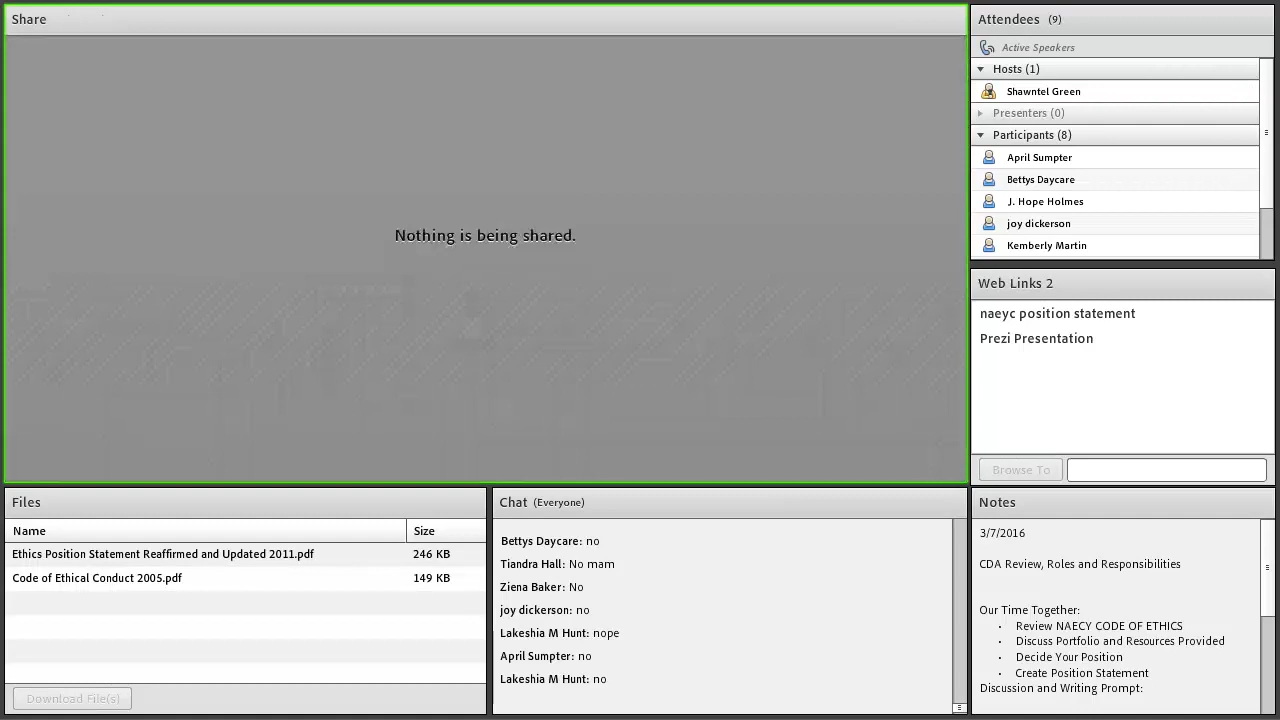 Share
Nothing is being shared.
Attendees (9)
Active Speakers
Hosts (1)
Shawntel Green
Presenters (0)
Participants (8)
April Sumpter
Bettys Daycare
J. Hope Holmes
joy dickerson
Kemberly Martin
Web Links 2
naeyc position statement
Prezi Presentation
Browse To
Files
Name Size
Ethics Position Statement Reaffirmed and Updated 2011.pdf 246 KB
Code of Ethical Conduct 2005.pdf 149 KB
Download File(s)
Chat (Everyone)
Bettys Daycare: no
Tiandra Hall: No mam
Ziena Baker: No
joy dickerson: no
Lakeshia M Hunt: nope
April Sumpter: no
Lakeshia M Hunt: no
Notes
3/7/2016
CDA Review, Roles and Responsibilities
Our Time Together:
• Review NAECY CODE OF ETHICS
• Discuss Portfolio and Resources Provided
• Decide Your Position
• Create Position Statement
Discussion and Writing Prompt: